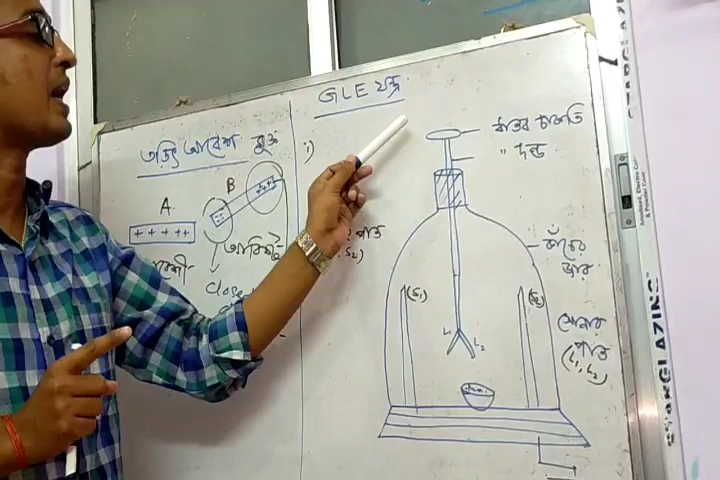 তড়িৎ আবেশ যুক্ত
A
B
+ + + + +
আবিষ্ট
GLE যন্ত্র
i)
ধাতব চাকতি
" দন্ড
কাঁচের
জার
(S₁)
(S₂)
L₁ L₂
সোনার
পাত
(L₁, L₂)